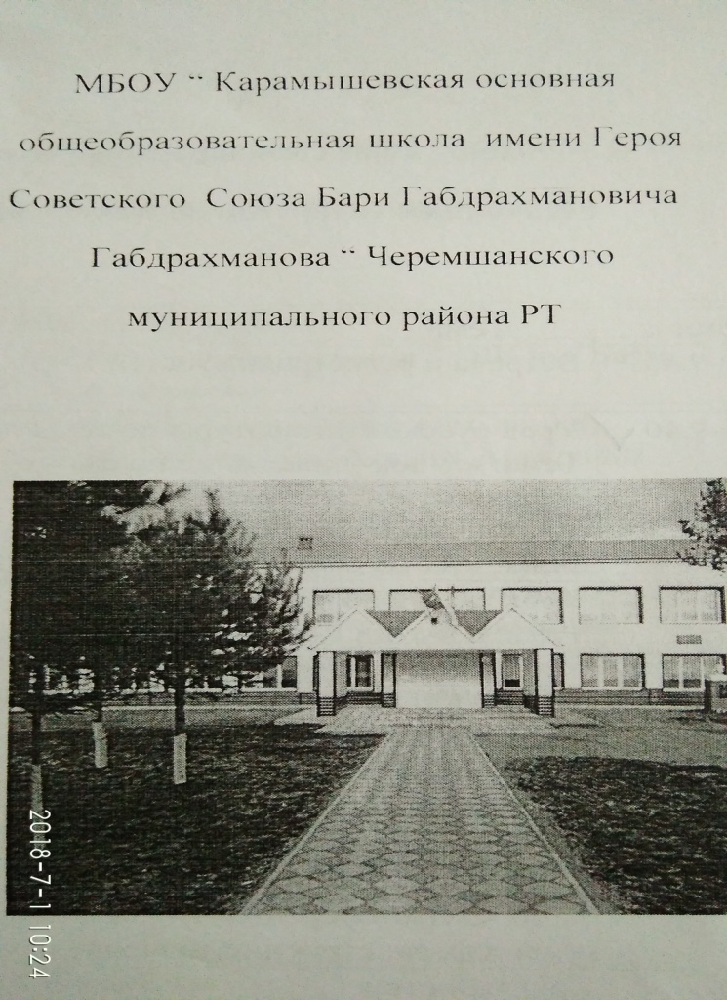 МБОУ “ Карамышевская основная
общеобразовательная школа имени Героя
Советского Союза Бари Габдрахмановича
Габдрахманова “ Черемшанского
муниципального района РТ
2018-7-1 10:24